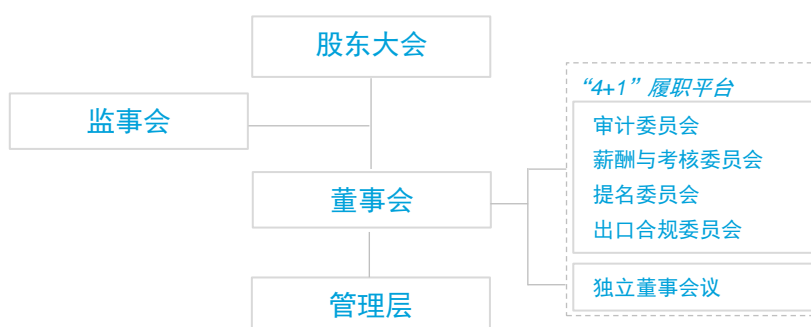 股东大会
监事会
董事会
管理层
“4+1”履职平台
审计委员会
薪酬与考核委员会
提名委员会
出口合规委员会
独立董事会议